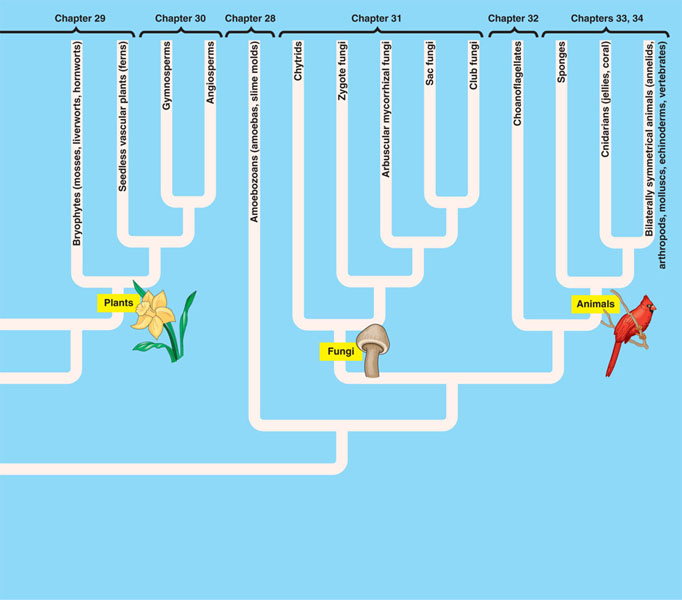 Chapter 29
Chapter 30
Chapter 28
Chapter 31
Chapter 32
Chapters 33, 34
Bryophytes (mosses, liverworts, hornworts)
Seedless vascular plants (ferns)
Gymnosperms
Angiosperms
Amoebozoans (amoebas, slime molds)
Chytrids
Zygote fungi
Arbuscular mycorrhizal fungi
Sac fungi
Club fungi
Choanoflagellates
Sponges
Cnidarians (jellies, coral)
Bilaterally symmetrical animals (annelids,
arthropods, molluscs, echinoderms, vertebrates)
Plants
Fungi
Animals